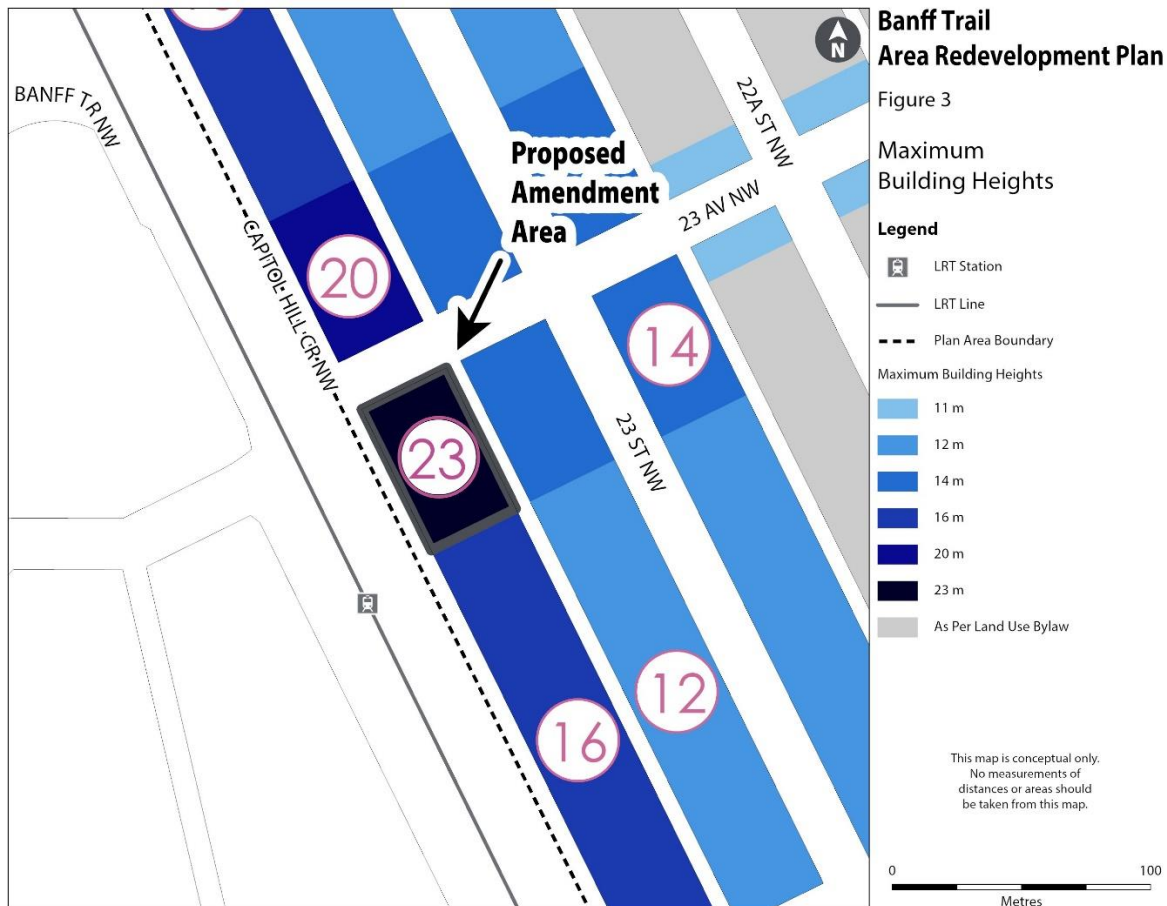 BANFF TR NW
CAPITOL HILL CR NW
22A ST NW
23 AV NW
23 ST NW
Proposed
Amendment
Area
20
23
14
12
16
N
Banff Trail
Area Redevelopment Plan
Figure 3
Maximum
Building Heights
Legend
LRT Station
LRT Line
Plan Area Boundary
Maximum Building Heights
11 m
12 m
14 m
16 m
20 m
23 m
As Per Land Use Bylaw
This map is conceptual only.
No measurements of
distances or areas should
be taken from this map.
0
100
Metres